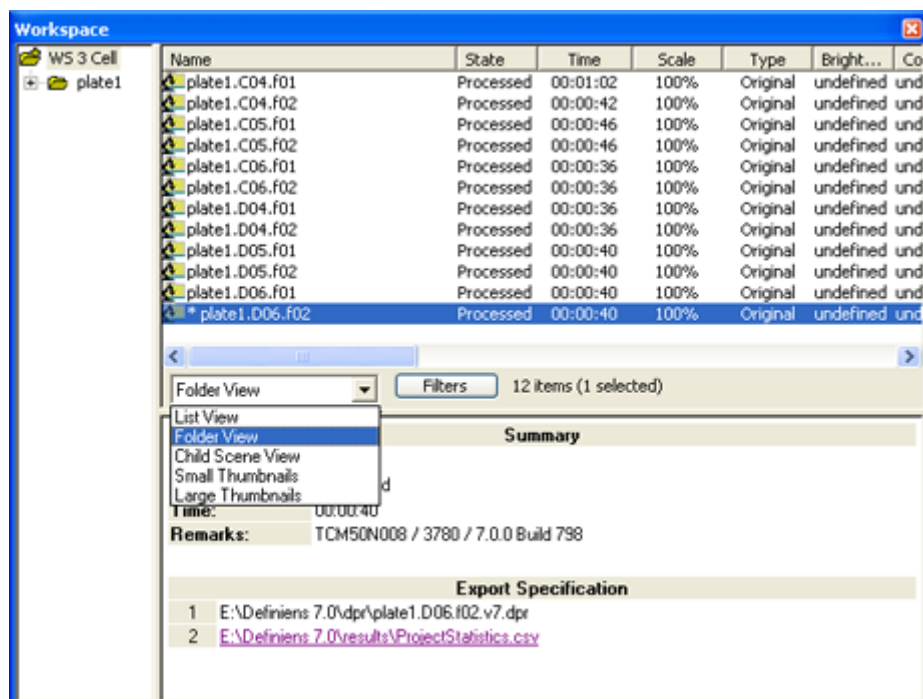 Workspace
WS 3 Cell
plate1
Name State Time Scale Type Bright... Co
plate1.C04.f01 Processed 00:01:02 100% Original undefined und
plate1.C04.f02 Processed 00:00:42 100% Original undefined und
plate1.C05.f01 Processed 00:00:46 100% Original undefined und
plate1.C05.f02 Processed 00:00:46 100% Original undefined und
plate1.C06.f01 Processed 00:00:36 100% Original undefined und
plate1.C06.f02 Processed 00:00:36 100% Original undefined und
plate1.D04.f01 Processed 00:00:36 100% Original undefined und
plate1.D04.f02 Processed 00:00:36 100% Original undefined und
plate1.D05.f01 Processed 00:00:40 100% Original undefined und
plate1.D05.f02 Processed 00:00:40 100% Original undefined und
plate1.D06.f01 Processed 00:00:40 100% Original undefined und
* plate1.D06.f02 Processed 00:00:40 100% Original undefined und
Folder View Filters 12 items (1 selected)
List View
Folder View
Child Scene View
Small Thumbnails
Large Thumbnails
Summary
d
Time: 00:00:40
Remarks: TCM50N008 / 3780 / 7.0.0 Build 798
Export Specification
1 E:\Definiens 7.0\dpr\plate1.D06.f02.v7.dpr
2 E:\Definiens 7.0\results\ProjectStatistics.csv